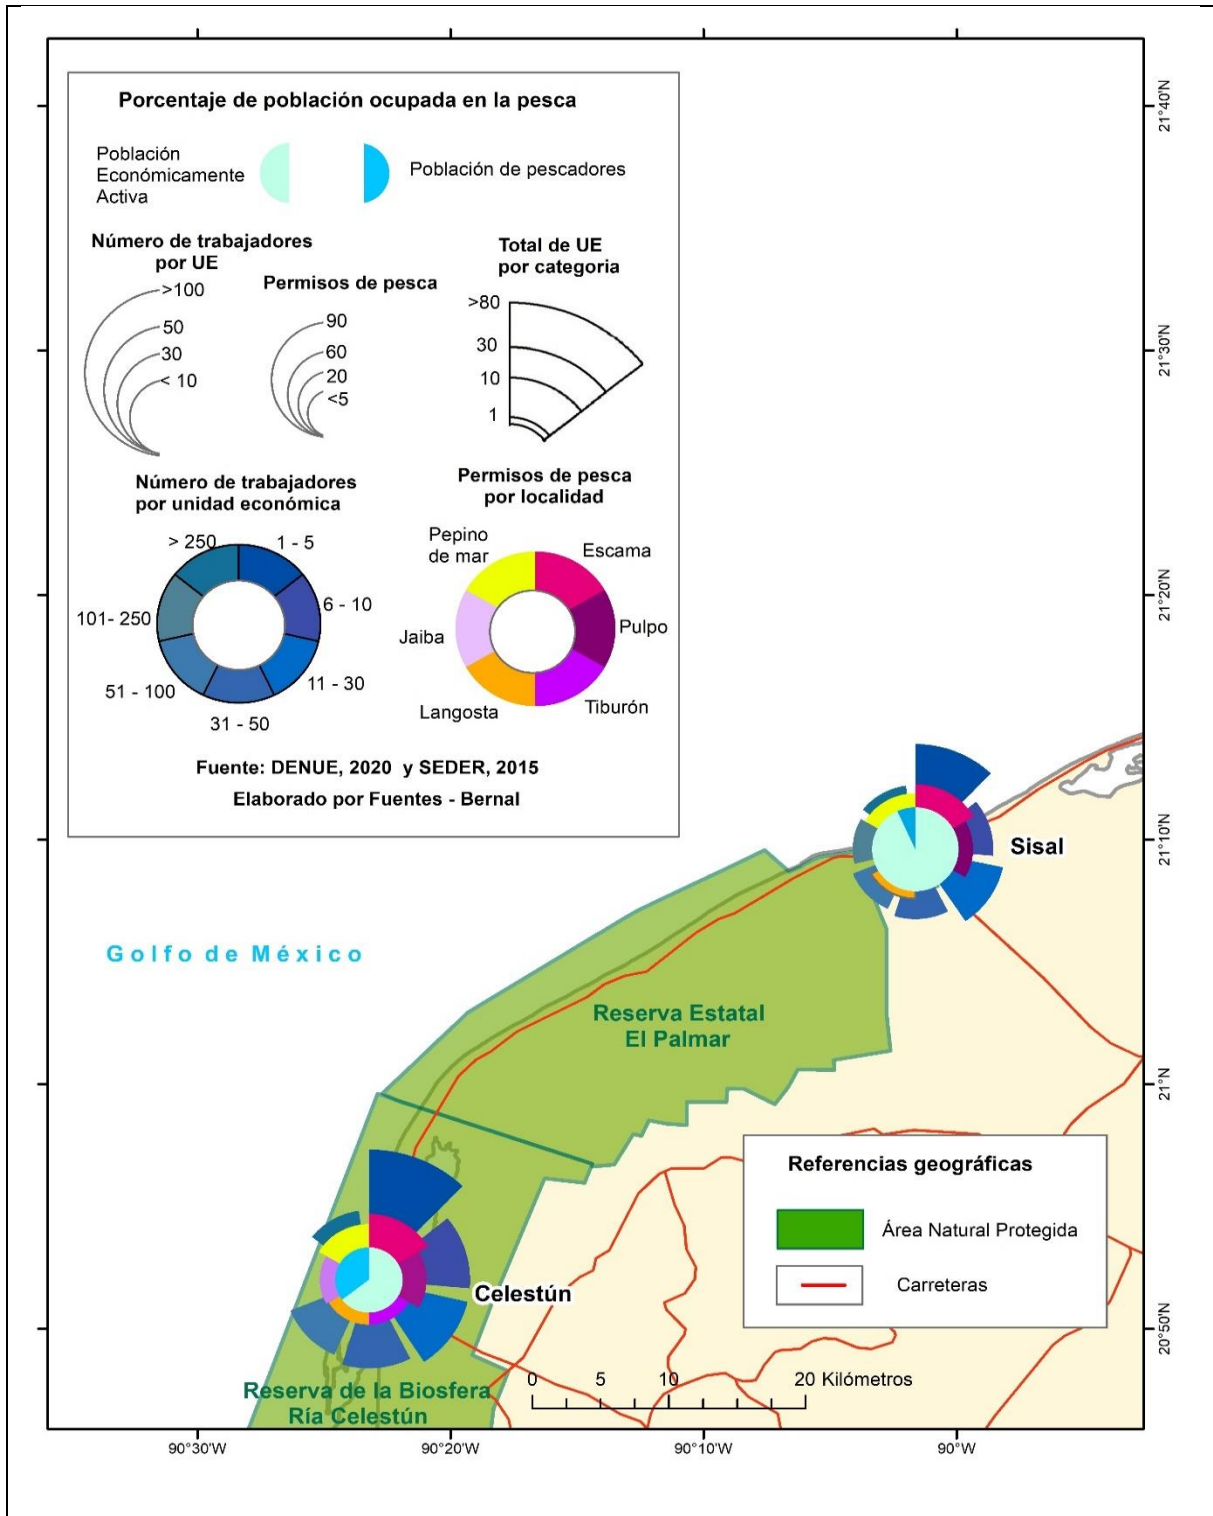 Porcentaje de población ocupada en la pesca
Población
Económicamente
Activa
Población de pescadores
Número de trabajadores
por UE
>100
50
30
< 10
Permisos de pesca
90
60
20
<5
Total de UE
por categoria
>80
30
10
1
Número de trabajadores
por unidad económica
> 250
1 - 5
6 - 10
11 - 30
31 - 50
51 - 100
101- 250
Permisos de pesca
por localidad
Pepino
de mar
Escama
Pulpo
Tiburón
Langosta
Jaiba
Fuente: DENUE, 2020 y SEDER, 2015
Elaborado por Fuentes - Bernal
21°40'N
21°30'N
21°20'N
21°10'N
21°N
20°50'N
Sisal
Golfo de México
Reserva Estatal
El Palmar
Celestún
Reserva de la Biosfera
Ría Celestún
Referencias geográficas
Área Natural Protegida
Carreteras
0 5 10 20 Kilómetros
90°30'W
90°20'W
90°10'W
90°W